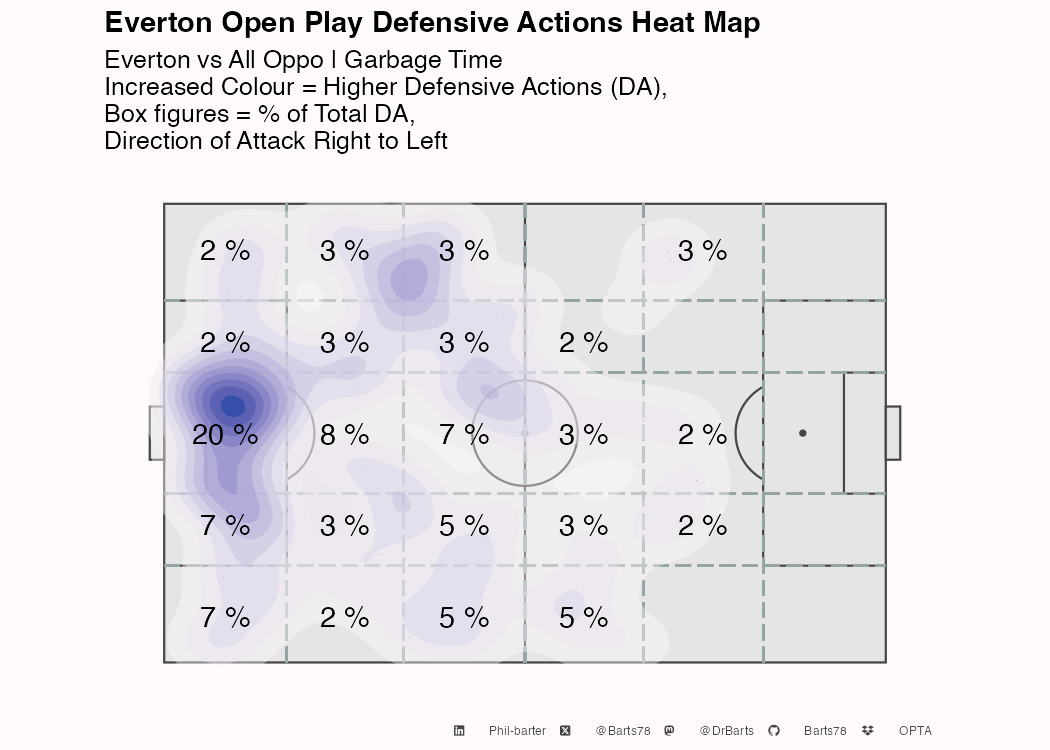 Everton Open Play Defensive Actions Heat Map
Everton vs All Oppo | Garbage Time
Increased Colour = Higher Defensive Actions (DA),
Box figures = % of Total DA,
Direction of Attack Right to Left
2 % 3 % 3 % 3 %
2 % 3 % 3 % 2 %
20 % 8 % 7 % 3 % 2 %
7 % 3 % 5 % 3 % 2 %
7 % 2 % 5 % 5 %
Phil-barter @Barts78 @DrBarts Barts78 OPTA